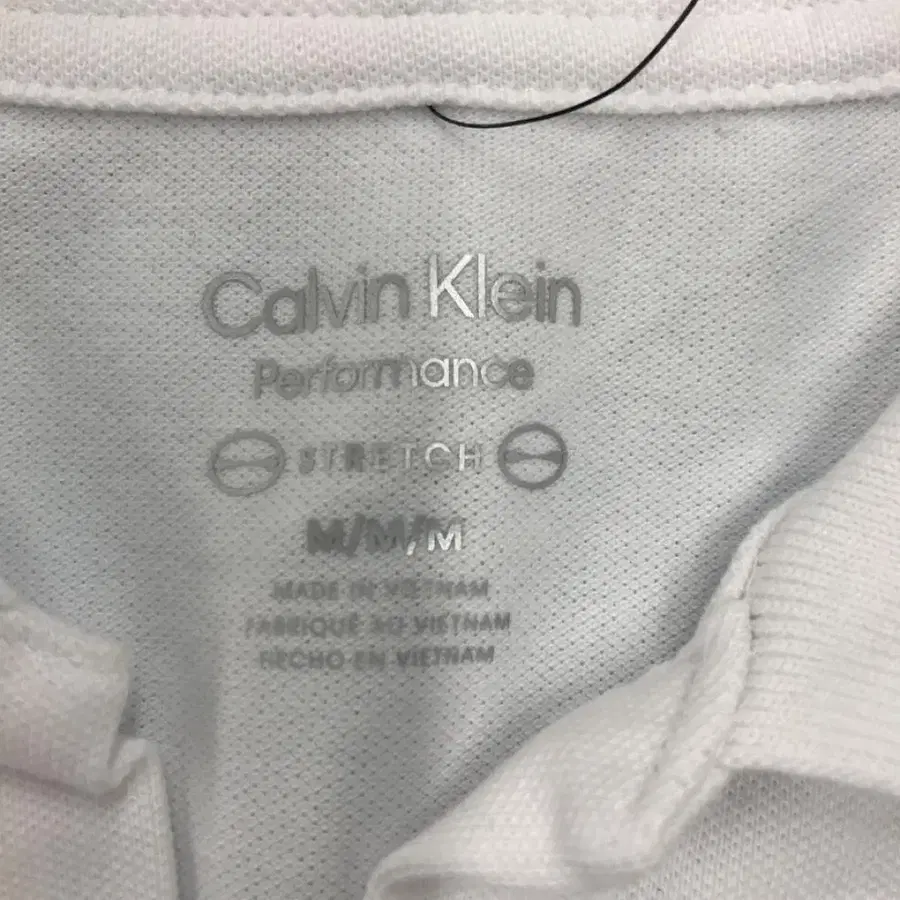 Calvin Klein
Performance
STRETCH
M/M/M
MADE IN VIETNAM
FABRIQUÉ AU VIETNAM
HECHO EN VIETNAM